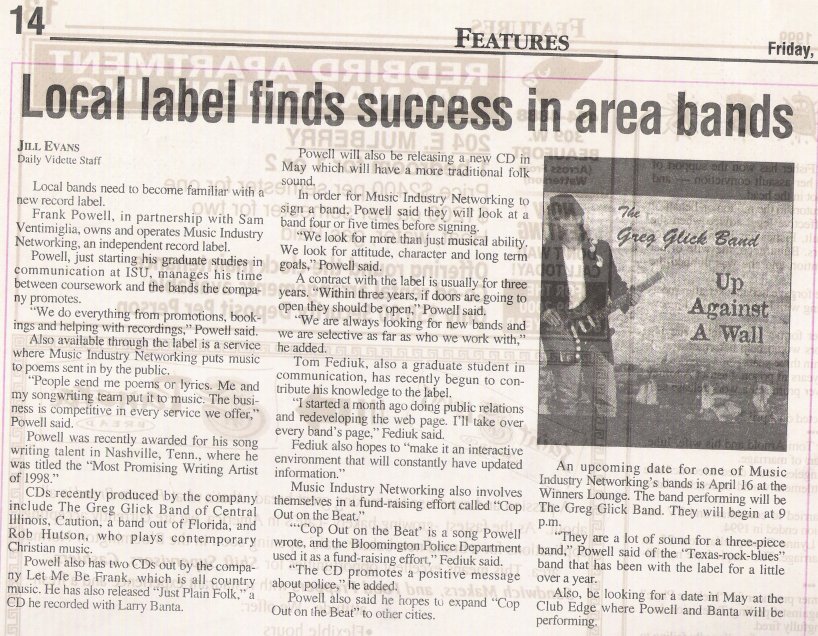 14
FEATURES
Friday,
Local label finds success in area bands
JILL EVANS
Daily Vidette Staff
Local bands need to become familiar with a
new record label.
Frank Powell, in partnership with Sam
Ventimiglia, owns and operates Music Industry
Networking, an independent record label.
Powell, just starting his graduate studies in
communication at ISU, manages his time
between coursework and the bands the compa-
ny promotes.
“We do everything from promotions, book-
ings and helping with recordings,” Powell said.
Also available through the label is a service
where Music Industry Networking puts music
to poems sent in by the public.
“People send me poems or lyrics. Me and
my songwriting team put it to music. The busi-
ness is competitive in every service we offer,”
Powell said.
Powell was recently awarded for his song
writing talent in Nashville, Tenn., where he
was titled the “Most Promising Writing Artist
of 1998.”
CDs recently produced by the company
include The Greg Glick Band of Central
Illinois, Caution, a band out of Florida, and
Rob Hutson, who plays contemporary
Christian music.
Powell also has two CDs out by the compa-
ny Let Me Be Frank, which is all country
music. He has also released “Just Plain Folk,” a
CD he recorded with Larry Banta.
Powell will also be releasing a new CD in
May which will have a more traditional folk
sound.
In order for Music Industry Networking to
sign a band, Powell said they will look at a
band four or five times before signing.
“We look for more than just musical ability.
We look for attitude, character and long term
goals,” Powell said.
A contract with the label is usually for three
years. “Within three years, if doors are going to
open they should be open,” Powell said.
“We are always looking for new bands and
we are selective as far as who we work with,”
he added.
Tom Fediuk, also a graduate student in
communication, has recently begun to con-
tribute his knowledge to the label.
“I started a month ago doing public relations
and redeveloping the web page. I’ll take over
every band’s page,” Fediuk said.
Fediuk also hopes to “make it an interactive
environment that will constantly have updated
information.”
Music Industry Networking also involves
themselves in a fund-raising effort called “Cop
Out on the Beat.”
“‘Cop Out on the Beat’ is a song Powell
wrote, and the Bloomington Police Department
used it as a fund-raising effort,” Fediuk said.
“The CD promotes a positive message
about police,” he added.
Powell also said he hopes to expand “Cop
Out on the Beat” to other cities.
The
Greg Glick Band
Up
Against
A Wall
An upcoming date for one of Music
Industry Networking’s bands is April 16 at the
Winners Lounge. The band performing will be
The Greg Glick Band. They will begin at 9
p.m.
“They are a lot of sound for a three-piece
band,” Powell said of the “Texas-rock-blues”
band that has been with the label for a little
over a year.
Also, be looking for a date in May at the
Club Edge where Powell and Banta will be
performing.